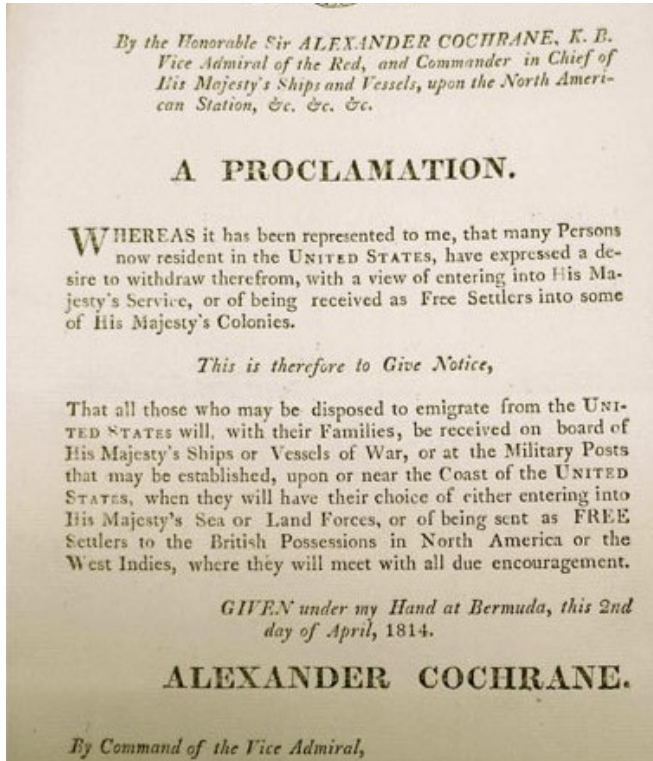 By the Honorable Sir ALEXANDER COCHRANE, K. B.
Vice Admiral of the Red, and Commander in Chief of
His Majesty's Ships and Vessels, upon the North Ameri-
can Station, &c. &c. &c.
A PROCLAMATION.
WHEREAS it has been represented to me, that many Persons
now resident in the UNITED STATES, have expressed a de-
sire to withdraw therefrom, with a view of entering into His Ma-
jesty's Service, or of being received as Free Settlers into some
of His Majesty's Colonies.
This is therefore to Give Notice,
That all those who may be disposed to emigrate from the UNI-
TED STATES will, with their Families, be received on board of
His Majesty's Ships or Vessels of War, or at the Military Posts
that may be established, upon or near the Coast of the UNITED
STATES, when they will have their choice of either entering into
His Majesty's Sea or Land Forces, or of being sent as FREE
Settlers to the British Possessions in North America or the
West Indies, where they will meet with all due encouragement.
GIVEN under my Hand at Bermuda, this 2nd
day of April, 1814.
ALEXANDER COCHRANE.
By Command of the Vice Admiral,